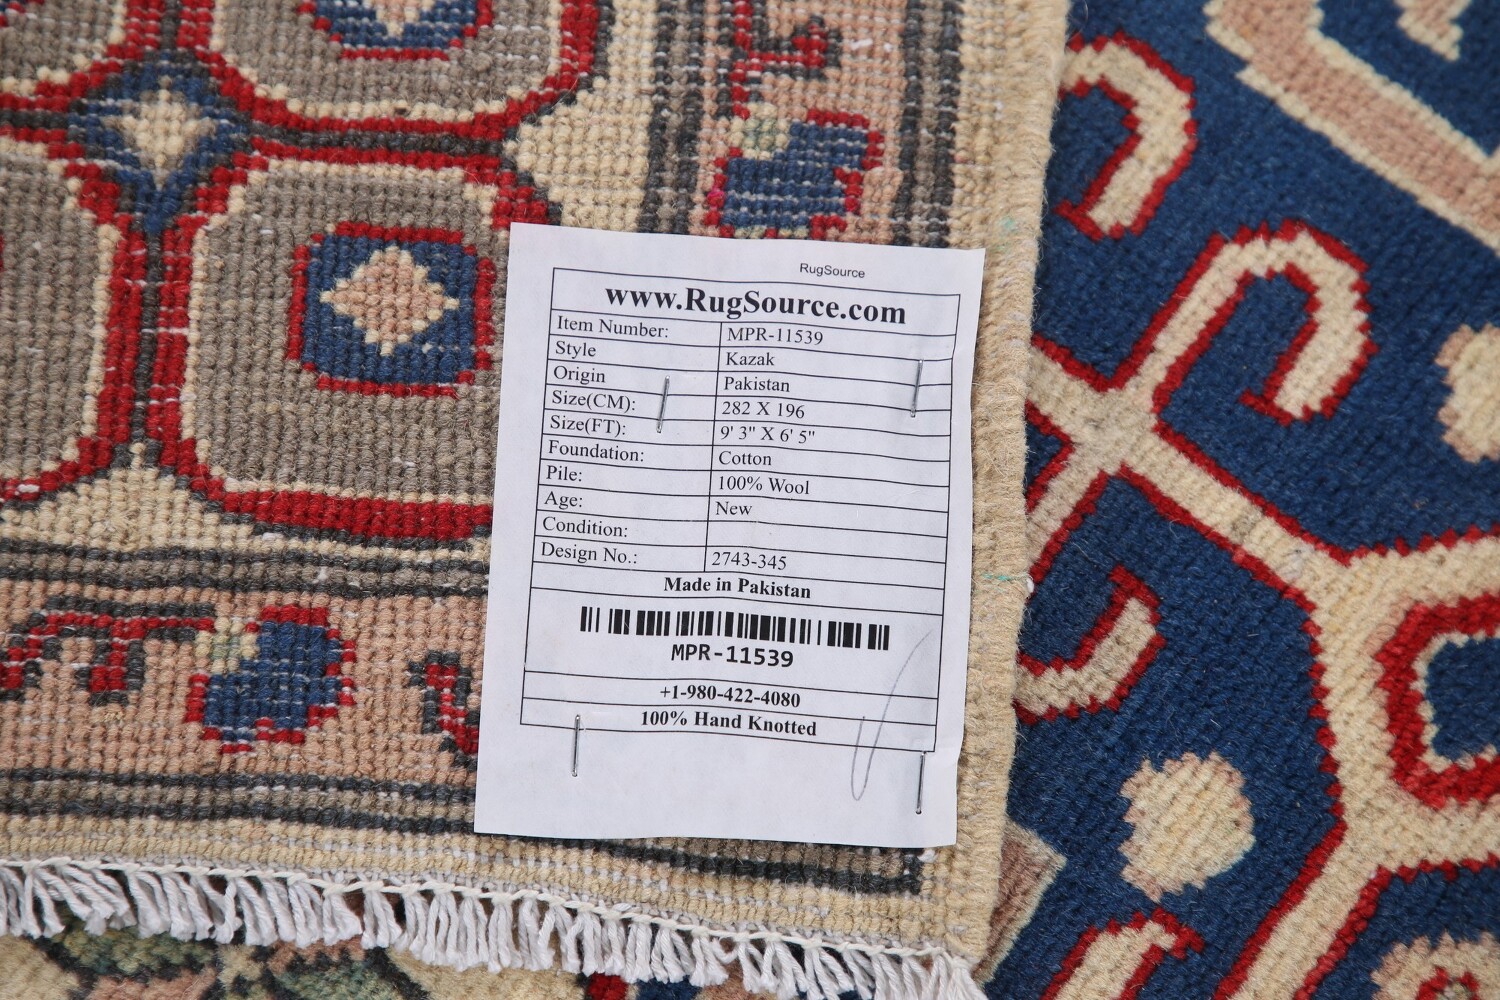 RugSource
www.RugSource.com
Item Number: MPR-11539
Style Kazak
Origin Pakistan
Size(CM): 282 X 196
Size(FT): 9' 3" X 6' 5"
Foundation: Cotton
Pile: 100% Wool
Age: New
Condition:
Design No.: 2743-345
Made in Pakistan
MPR-11539
+1-980-422-4080
100% Hand Knotted